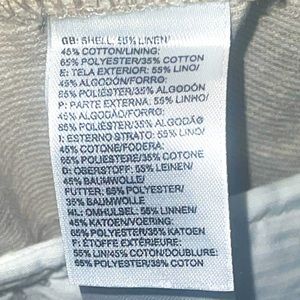 GB: SHELL: 55% LINEN/
45% COTTON/LINING:
65% POLYESTER/35% COTTON
E: TELA EXTERIOR: 55% LINO/
45% ALGODÓN/FORRO:
65% POLIÉSTER/35% ALGODÓN
P: PARTE EXTERNA: 55% LINHO/
45% ALGODÃO/FORRO:
65% POLIÉSTER/35% ALGODÃO
I: ESTERNO STRATO: 55% LINO/
45% COTONE/FODERA:
65% POLIESTERE/35% COTONE
D: OBERSTOFF: 55% LEINEN/
45% BAUMWOLLE/
FUTTER: 65% POLYESTER/
35% BAUMWOLLE
NL: OMHULSEL: 55% LINNEN/
45% KATOEN/VOERING:
65% POLYESTER/35% KATOEN
F: ÉTOFFE EXTÉRIEURE:
55% LIN/45% COTON/DOUBLURE:
65% POLYESTER/35% COTON